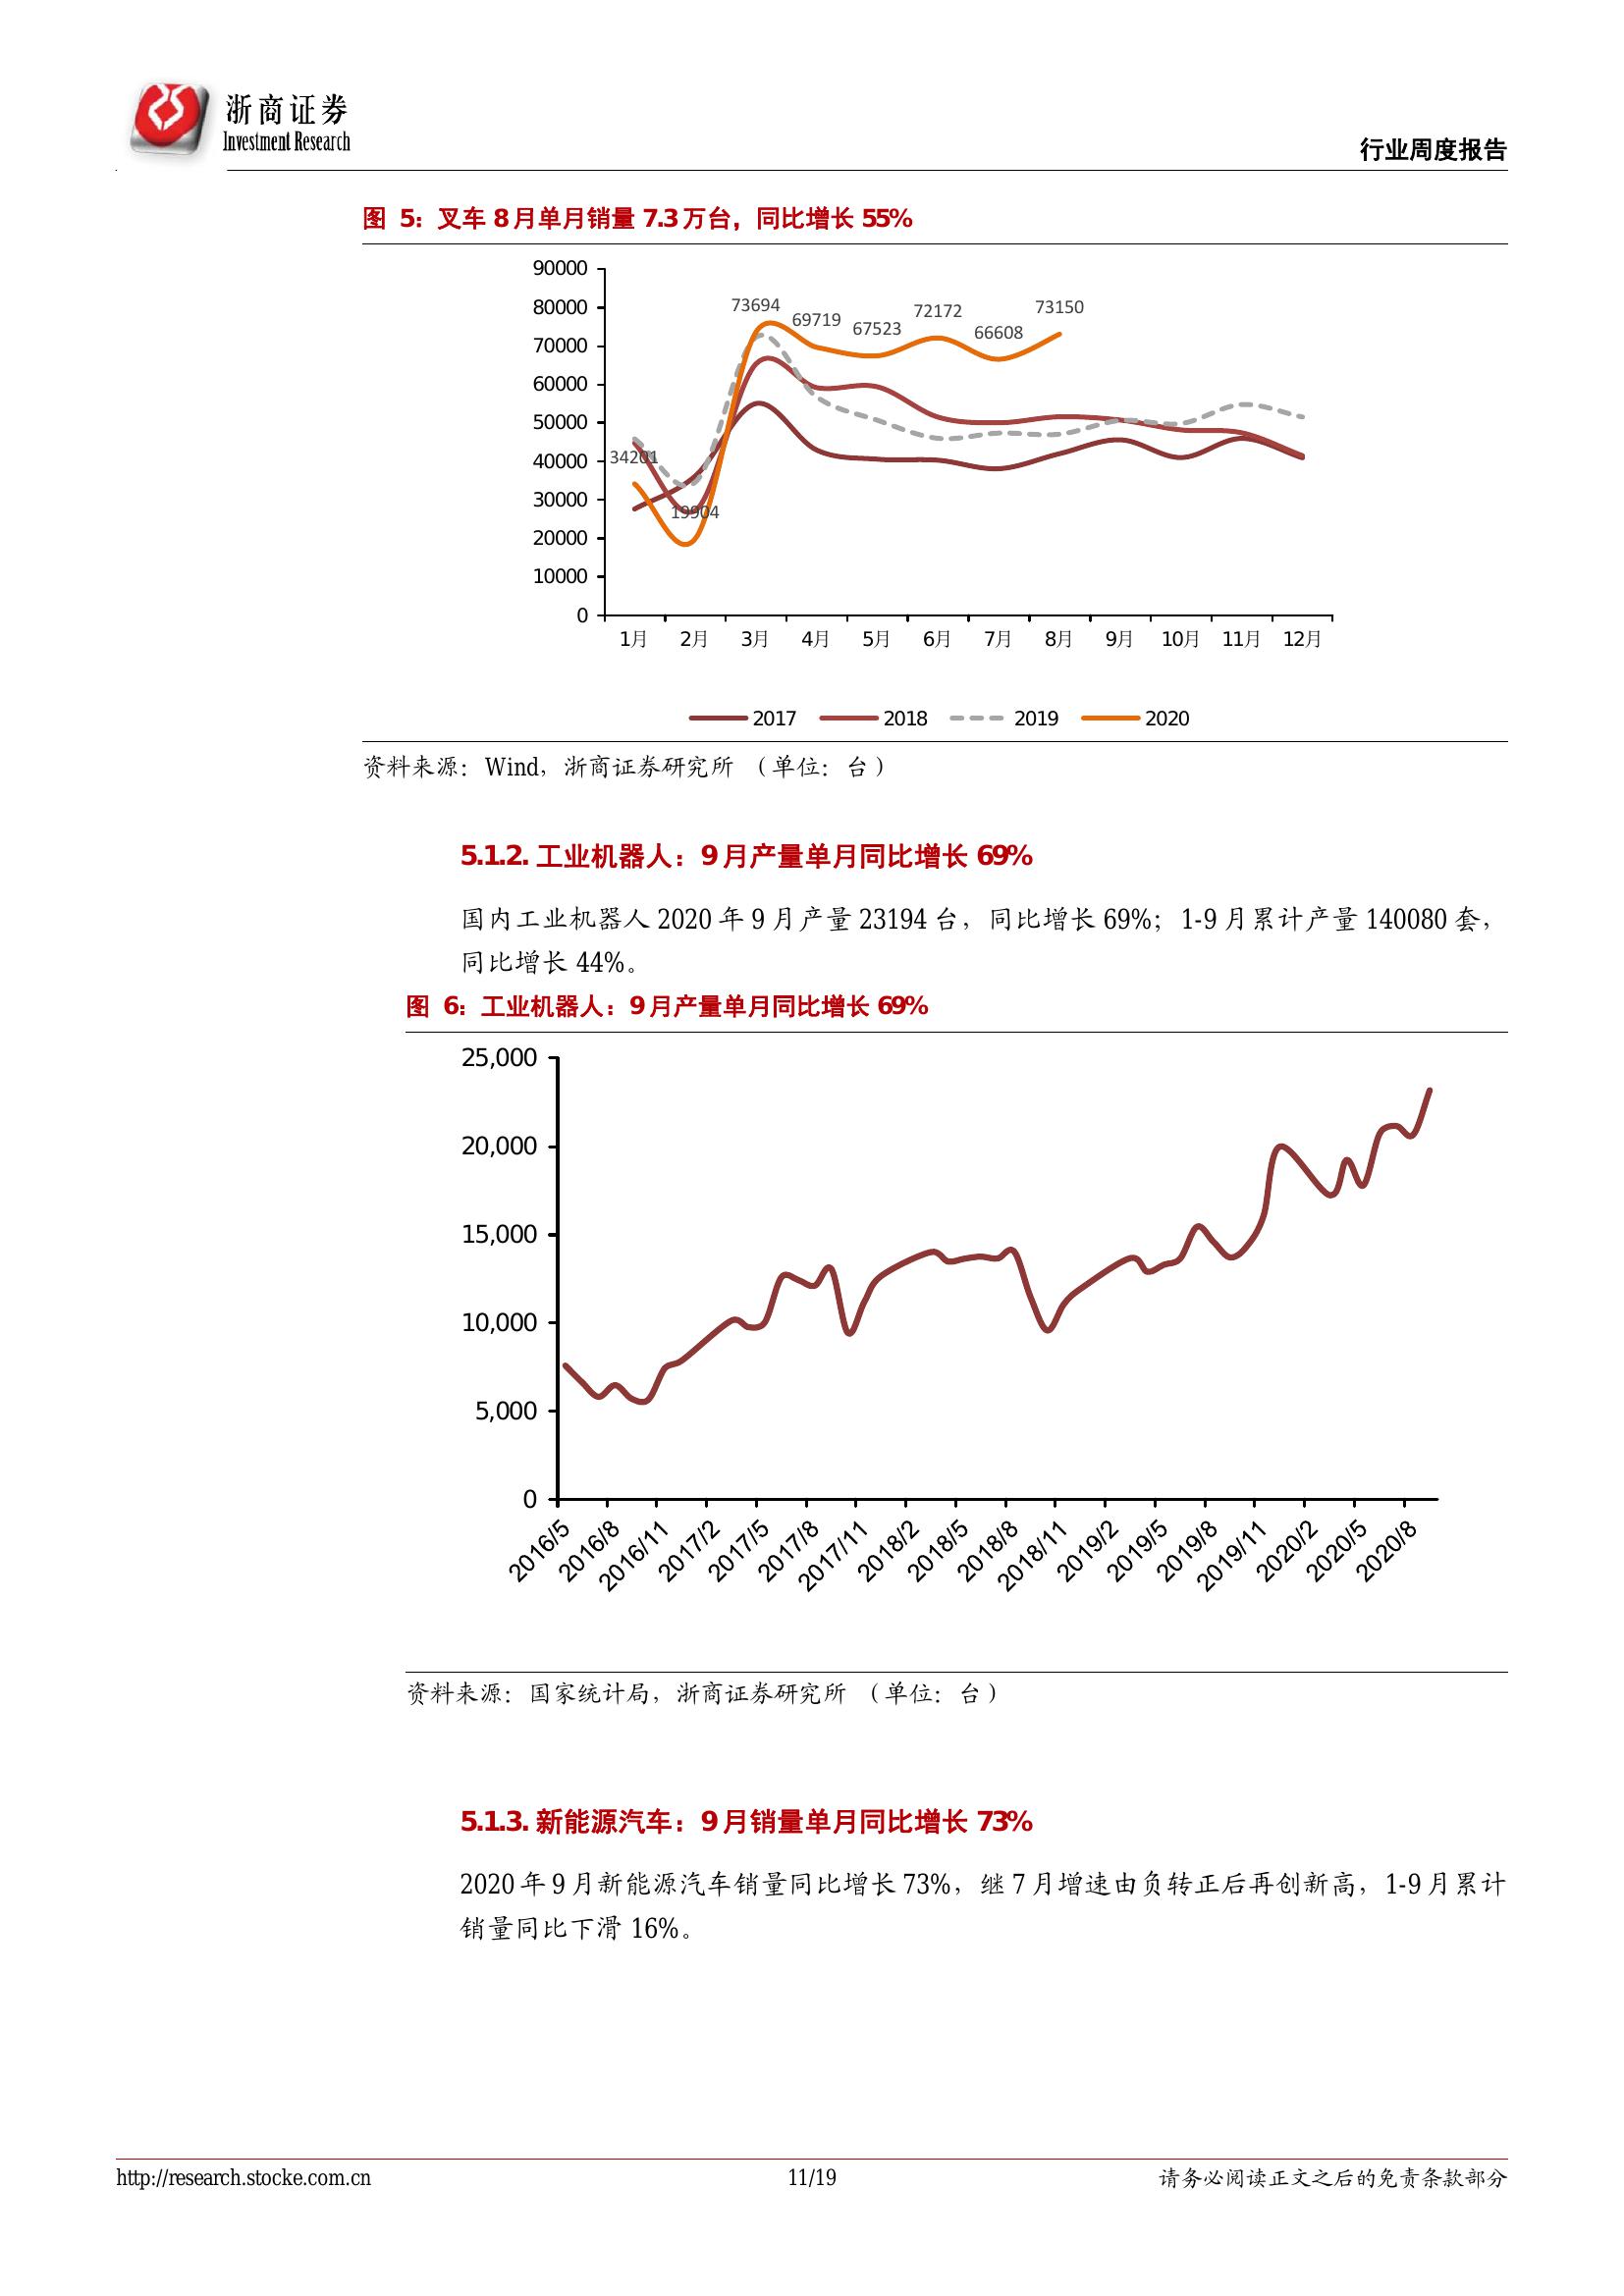 浙商证券
Investment Research
行业周度报告
图 5：叉车 8 月单月销量 7.3 万台，同比增长 55%
90000
80000
70000
60000
50000
40000
30000
20000
10000
0
73694
69719
67523
72172
66608
73150
34201
19904
1月 2月 3月 4月 5月 6月 7月 8月 9月 10月 11月 12月
2017 2018 2019 2020
资料来源：Wind，浙商证券研究所 （单位：台）
5.1.2. 工业机器人：9 月产量单月同比增长 69%
国内工业机器人 2020 年 9 月产量 23194 台，同比增长 69%；1-9 月累计产量 140080 套，
同比增长 44%。
图 6：工业机器人：9 月产量单月同比增长 69%
25,000
20,000
15,000
10,000
5,000
0
2016/5 2016/8 2016/11 2017/2 2017/5 2017/8 2017/11 2018/2 2018/5 2018/8 2018/11 2019/2 2019/5 2019/8 2019/11 2020/2 2020/5 2020/8
资料来源：国家统计局，浙商证券研究所 （单位：台）
5.1.3. 新能源汽车：9 月销量单月同比增长 73%
2020 年 9 月新能源汽车销量同比增长 73%，继 7 月增速由负转正后再创新高，1-9 月累计
销量同比下滑 16%。
http://research.stocke.com.cn
11/19
请务必阅读正文之后的免责条款部分